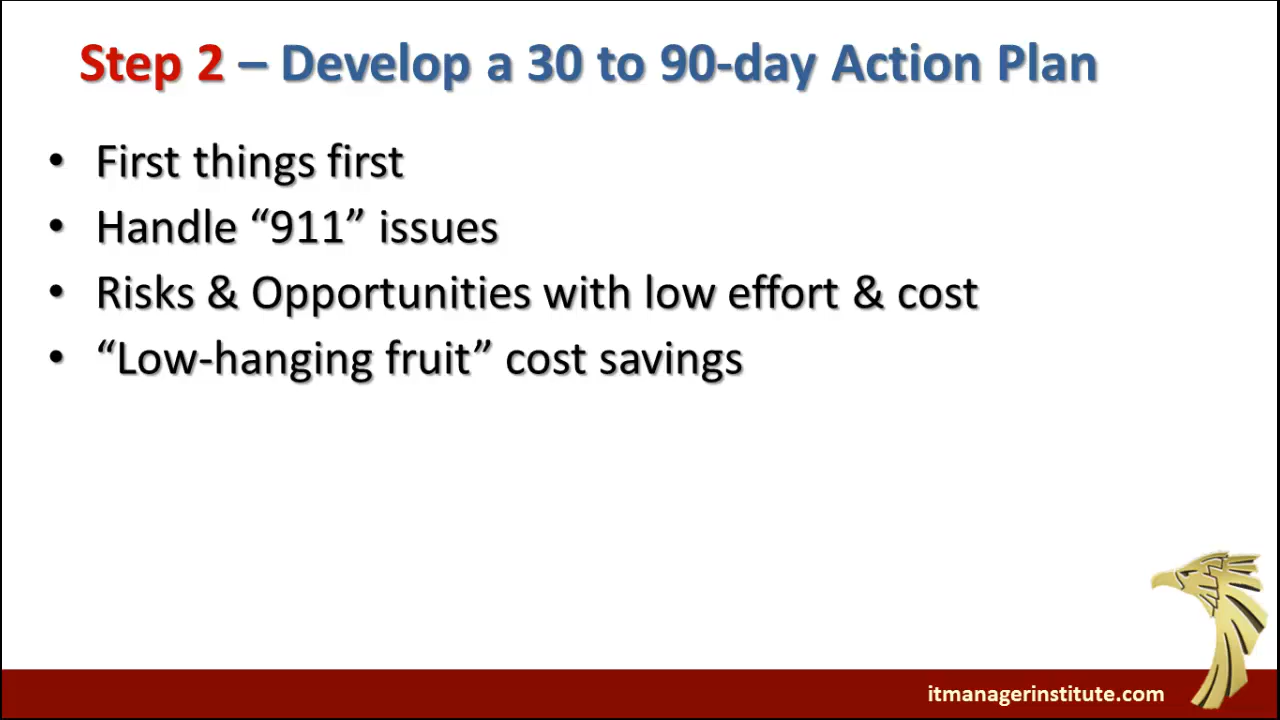 Step 2 – Develop a 30 to 90-day Action Plan
• First things first
• Handle “911” issues
• Risks & Opportunities with low effort & cost
• “Low-hanging fruit” cost savings
itmanagerinstitute.com